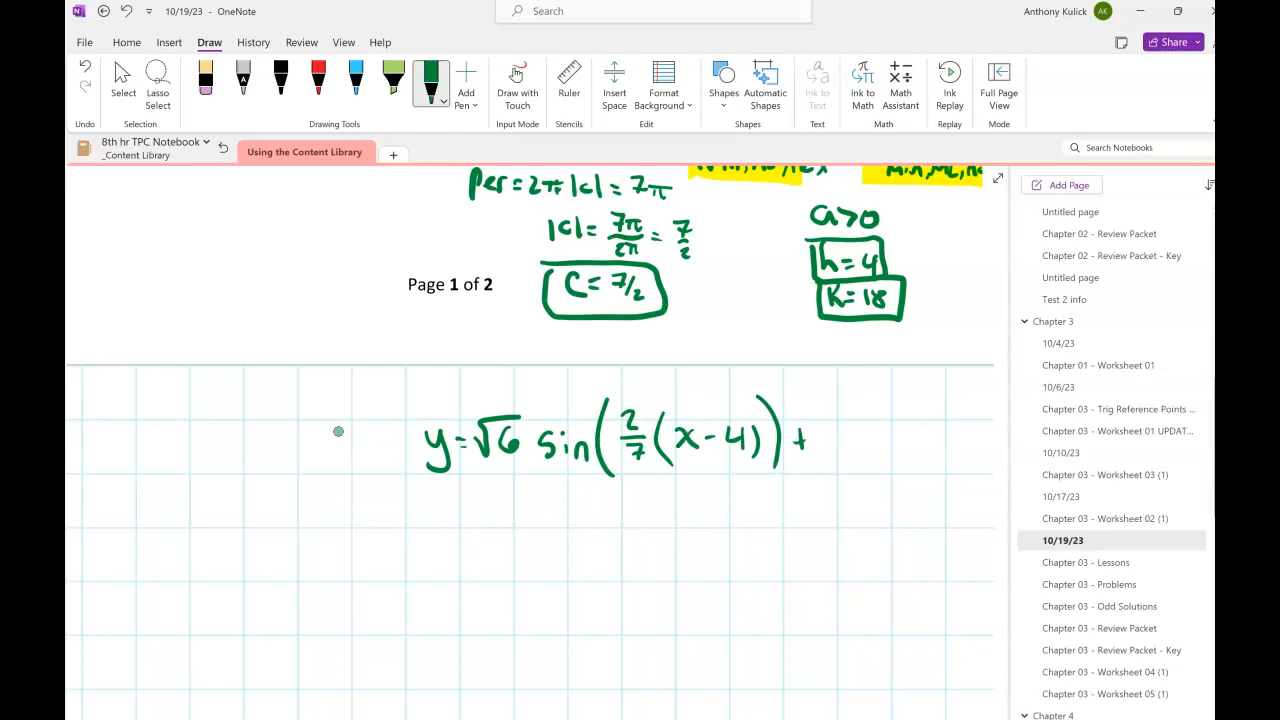 10/19/23 - OneNote
Search
Anthony Kulick
AK
File Home Insert Draw History Review View Help
Share
Select
Lasso Select
Add Pen
Draw with Touch
Ruler
Insert Space
Format Background
Shapes
Automatic Shapes
Ink to Text
Ink to Math
Math Assistant
Ink Replay
Full Page View
Undo Selection Drawing Tools Input Mode Stencils Edit Shapes Text Math Replay Mode
8th hr TPC Notebook
_Content Library
Using the Content Library
+
Search Notebooks
per = 2π|c| = 7π
|c| = 7π/2π = 7/2
C = 7/2
a>0
h=4
K=18
Page 1 of 2
y=√6 sin(2/7(x-4))+
Add Page
Untitled page
Chapter 02 - Review Packet
Chapter 02 - Review Packet - Key
Untitled page
Test 2 info
Chapter 3
10/4/23
Chapter 01 - Worksheet 01
10/6/23
Chapter 03 - Trig Reference Points ...
Chapter 03 - Worksheet 01 UPDAT...
10/10/23
Chapter 03 - Worksheet 03 (1)
10/17/23
Chapter 03 - Worksheet 02 (1)
10/19/23
Chapter 03 - Lessons
Chapter 03 - Problems
Chapter 03 - Odd Solutions
Chapter 03 - Review Packet
Chapter 03 - Review Packet - Key
Chapter 03 - Worksheet 04 (1)
Chapter 03 - Worksheet 05 (1)
Chapter 4